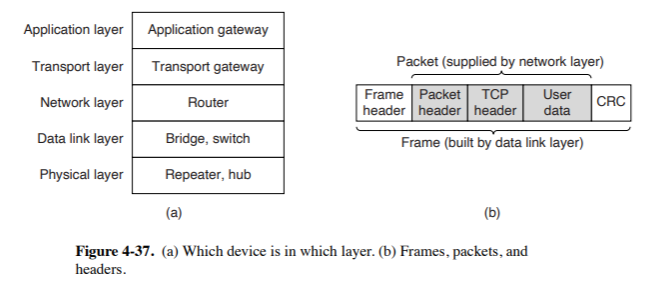 Application layer Application gateway
Transport layer Transport gateway
Network layer Router
Data link layer Bridge, switch
Physical layer Repeater, hub
(a)
Packet (supplied by network layer)
Frame header Packet header TCP header User data CRC
Frame (built by data link layer)
(b)
Figure 4-37. (a) Which device is in which layer. (b) Frames, packets, and
headers.